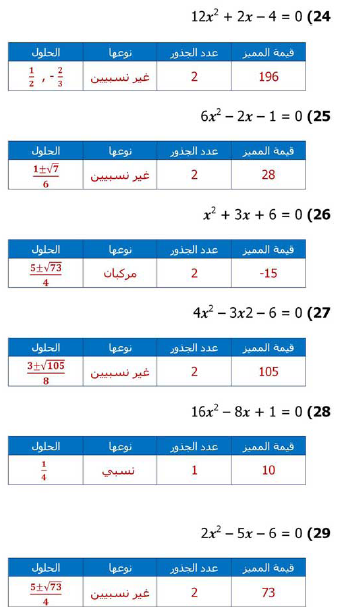 24) 12x² + 2x – 4 = 0
قيمة المميز عدد الجذور نوعها الحلول
196 2 غير نسبيين 1/2 , -2/3
25) 6x² – 2x – 1 = 0
قيمة المميز عدد الجذور نوعها الحلول
28 2 غير نسبيين (1±√7)/6
26) x² + 3x + 6 = 0
قيمة المميز عدد الجذور نوعها الحلول
-15 2 مركبان (5±√73)/4
27) 4x² – 3x2 – 6 = 0
قيمة المميز عدد الجذور نوعها الحلول
105 2 غير نسبيين (3±√105)/8
28) 16x² – 8x + 1 = 0
قيمة المميز عدد الجذور نوعها الحلول
10 1 نسبي 1/4
29) 2x² – 5x – 6 = 0
قيمة المميز عدد الجذور نوعها الحلول
73 2 غير نسبيين (5±√73)/4